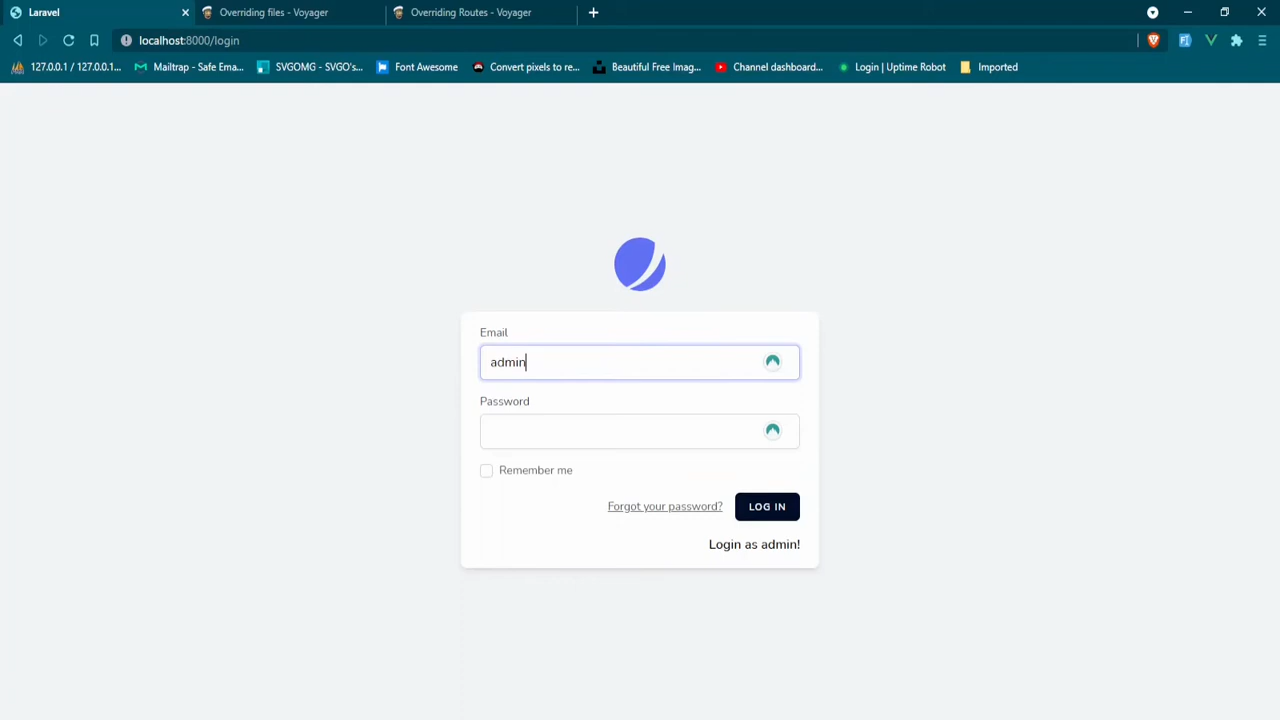 Laravel
Overriding files - Voyager
Overriding Routes - Voyager
localhost:8000/login
127.0.0.1 / 127.0.0.1...
Mailtrap - Safe Ema...
SVGOMG - SVGO's...
Font Awesome
Convert pixels to re...
Beautiful Free Imag...
Channel dashboard...
Login | Uptime Robot
Imported
Email
admin
Password
Remember me
Forgot your password?
LOG IN
Login as admin!